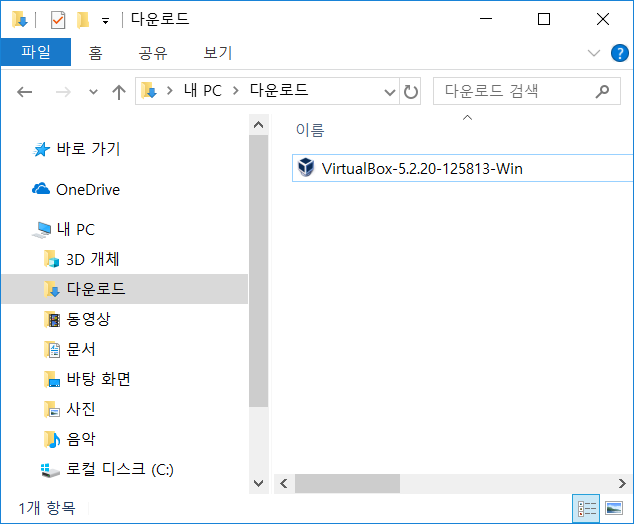 다운로드
파일 홈 공유 보기
내 PC 다운로드 다운로드 검색
바로 가기
OneDrive
내 PC
3D 개체
다운로드
동영상
문서
바탕 화면
사진
음악
로컬 디스크 (C:)
이름
VirtualBox-5.2.20-125813-Win
1개 항목